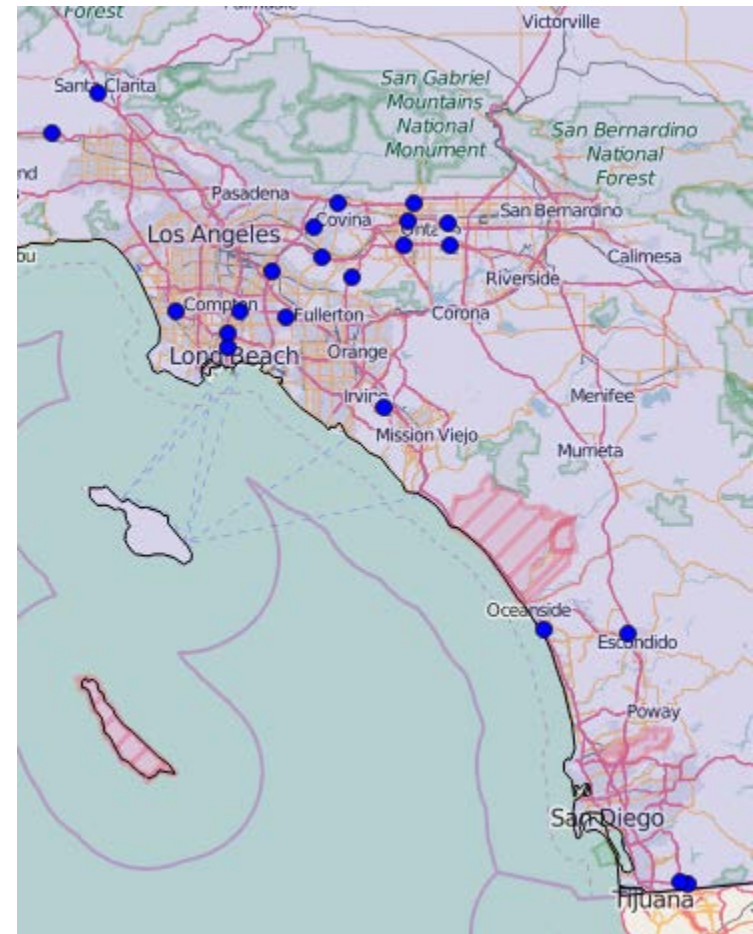 Forest
Victorville
Santa Clarita
San Gabriel
Mountains
National
Monument
San Bernardino
National
Forest
nd
Pasadena
Covina
San Bernardino
Los Angeles
ou
Calimesa
Riverside
Compton
Fullerton
Corona
Long Beach
Orange
Irvine
Menifee
Mission Viejo
Murrieta
Oceanside
Escondido
Poway
San Diego
Tijuana